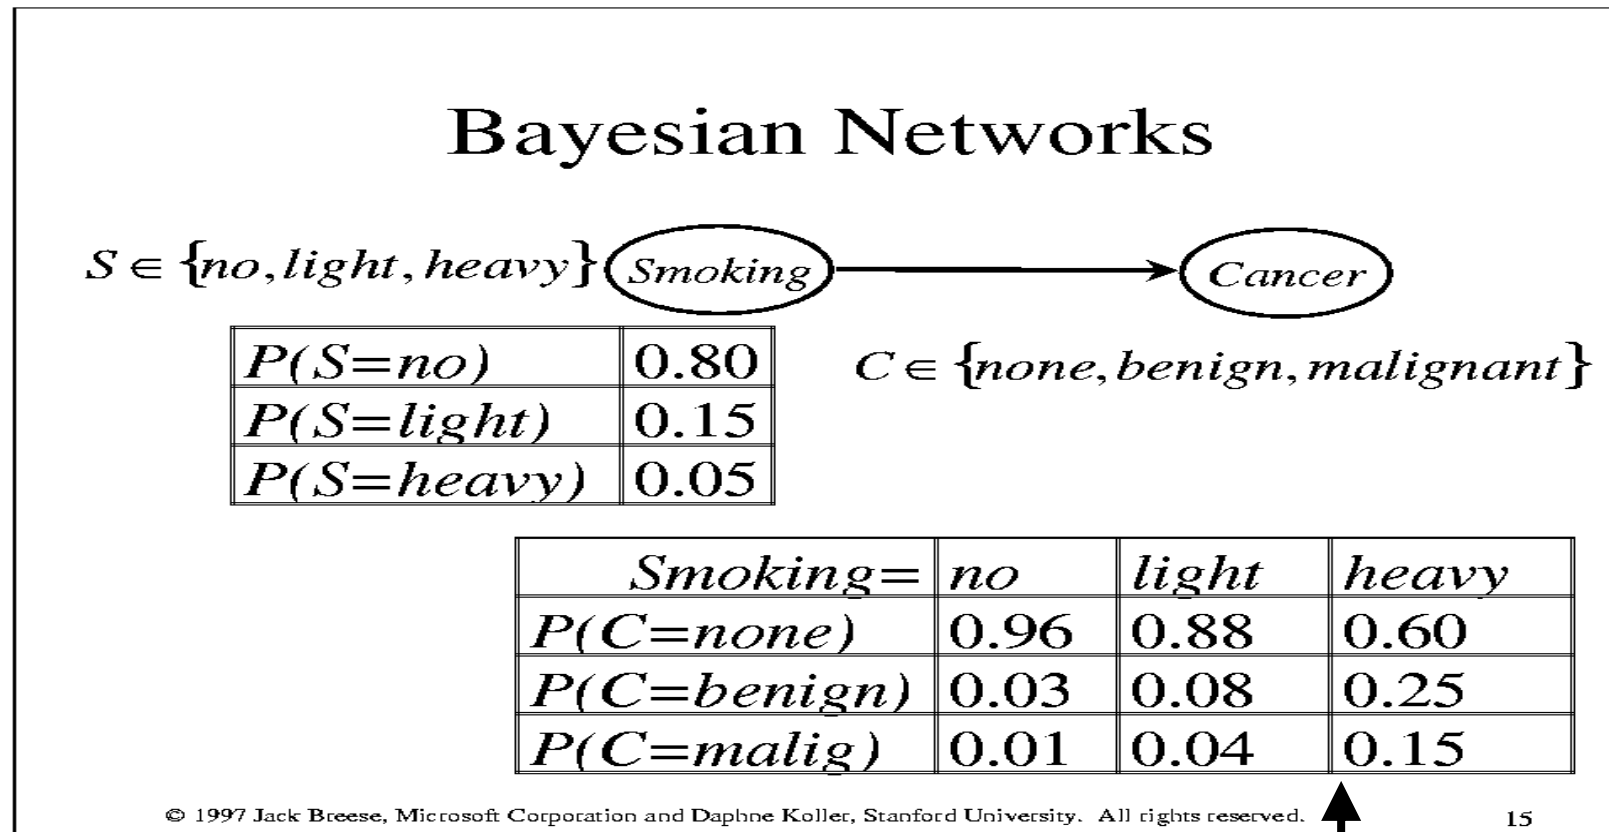 Bayesian Networks
S ∈ {no, light, heavy} Smoking Cancer
P(S=no) 0.80
C ∈ {none, benign, malignant}
P(S=light) 0.15
P(S=heavy) 0.05
Smoking= no light heavy
P(C=none) 0.96 0.88 0.60
P(C=benign) 0.03 0.08 0.25
P(C=malig) 0.01 0.04 0.15
© 1997 Jack Breese, Microsoft Corporation and Daphne Koller, Stanford University. All rights reserved. 15